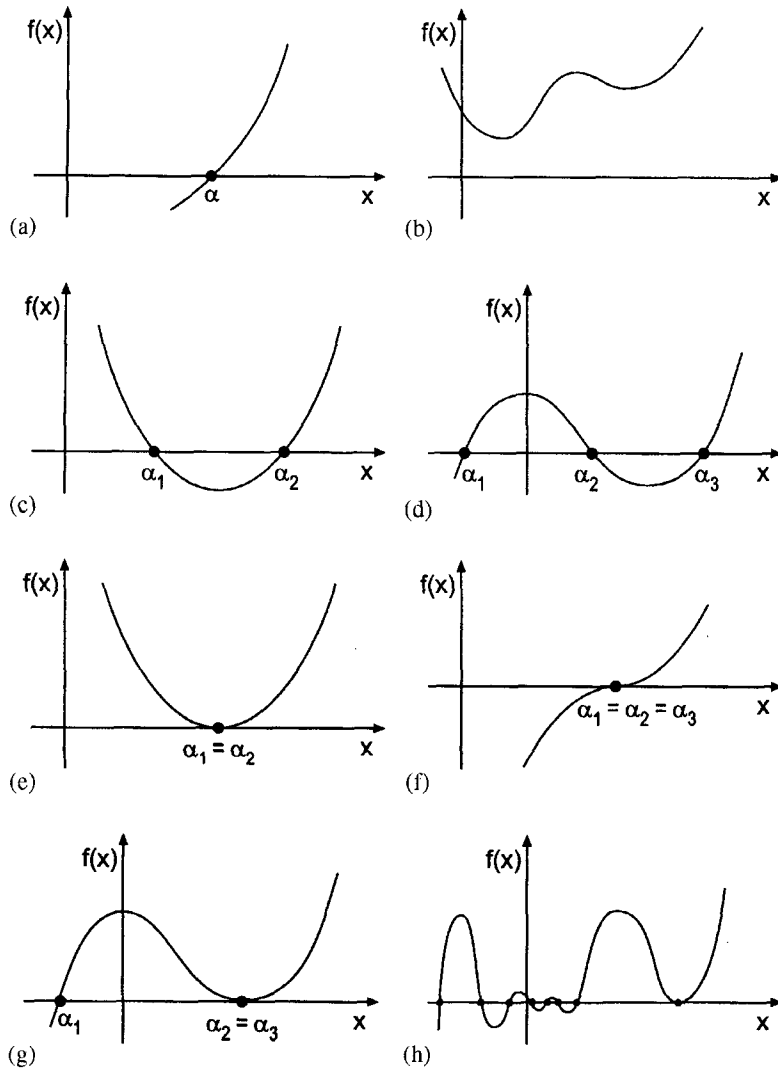 f(x) f(x)
α x x
(a) (b)
f(x) f(x)
α₁ α₂ x α₁ α₂ α₃ x
(c) (d)
f(x) f(x)
α₁ = α₂ x α₁ = α₂ = α₃ x
(e) (f)
f(x) f(x)
α₁ α₂ = α₃ x x
(g) (h)